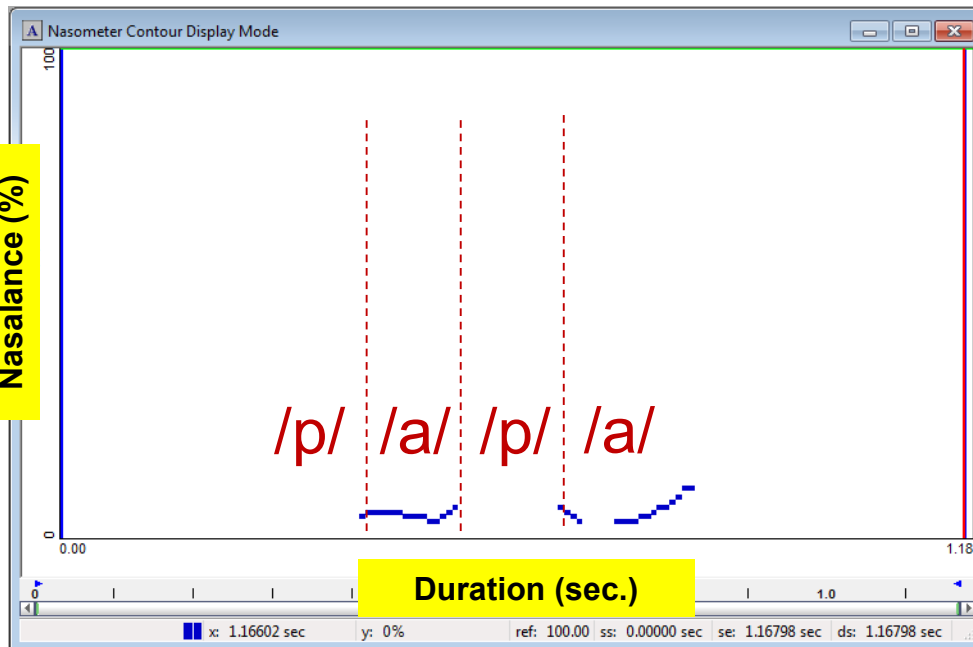 A Nasometer Contour Display Mode
100
Nasalance (%)
/p/ /a/ /p/ /a/
0
0.00 1.18
Duration (sec.)
0 1.0
x: 1.16602 sec y: 0% ref: 100.00 ss: 0.00000 sec se: 1.16798 sec ds: 1.16798 sec